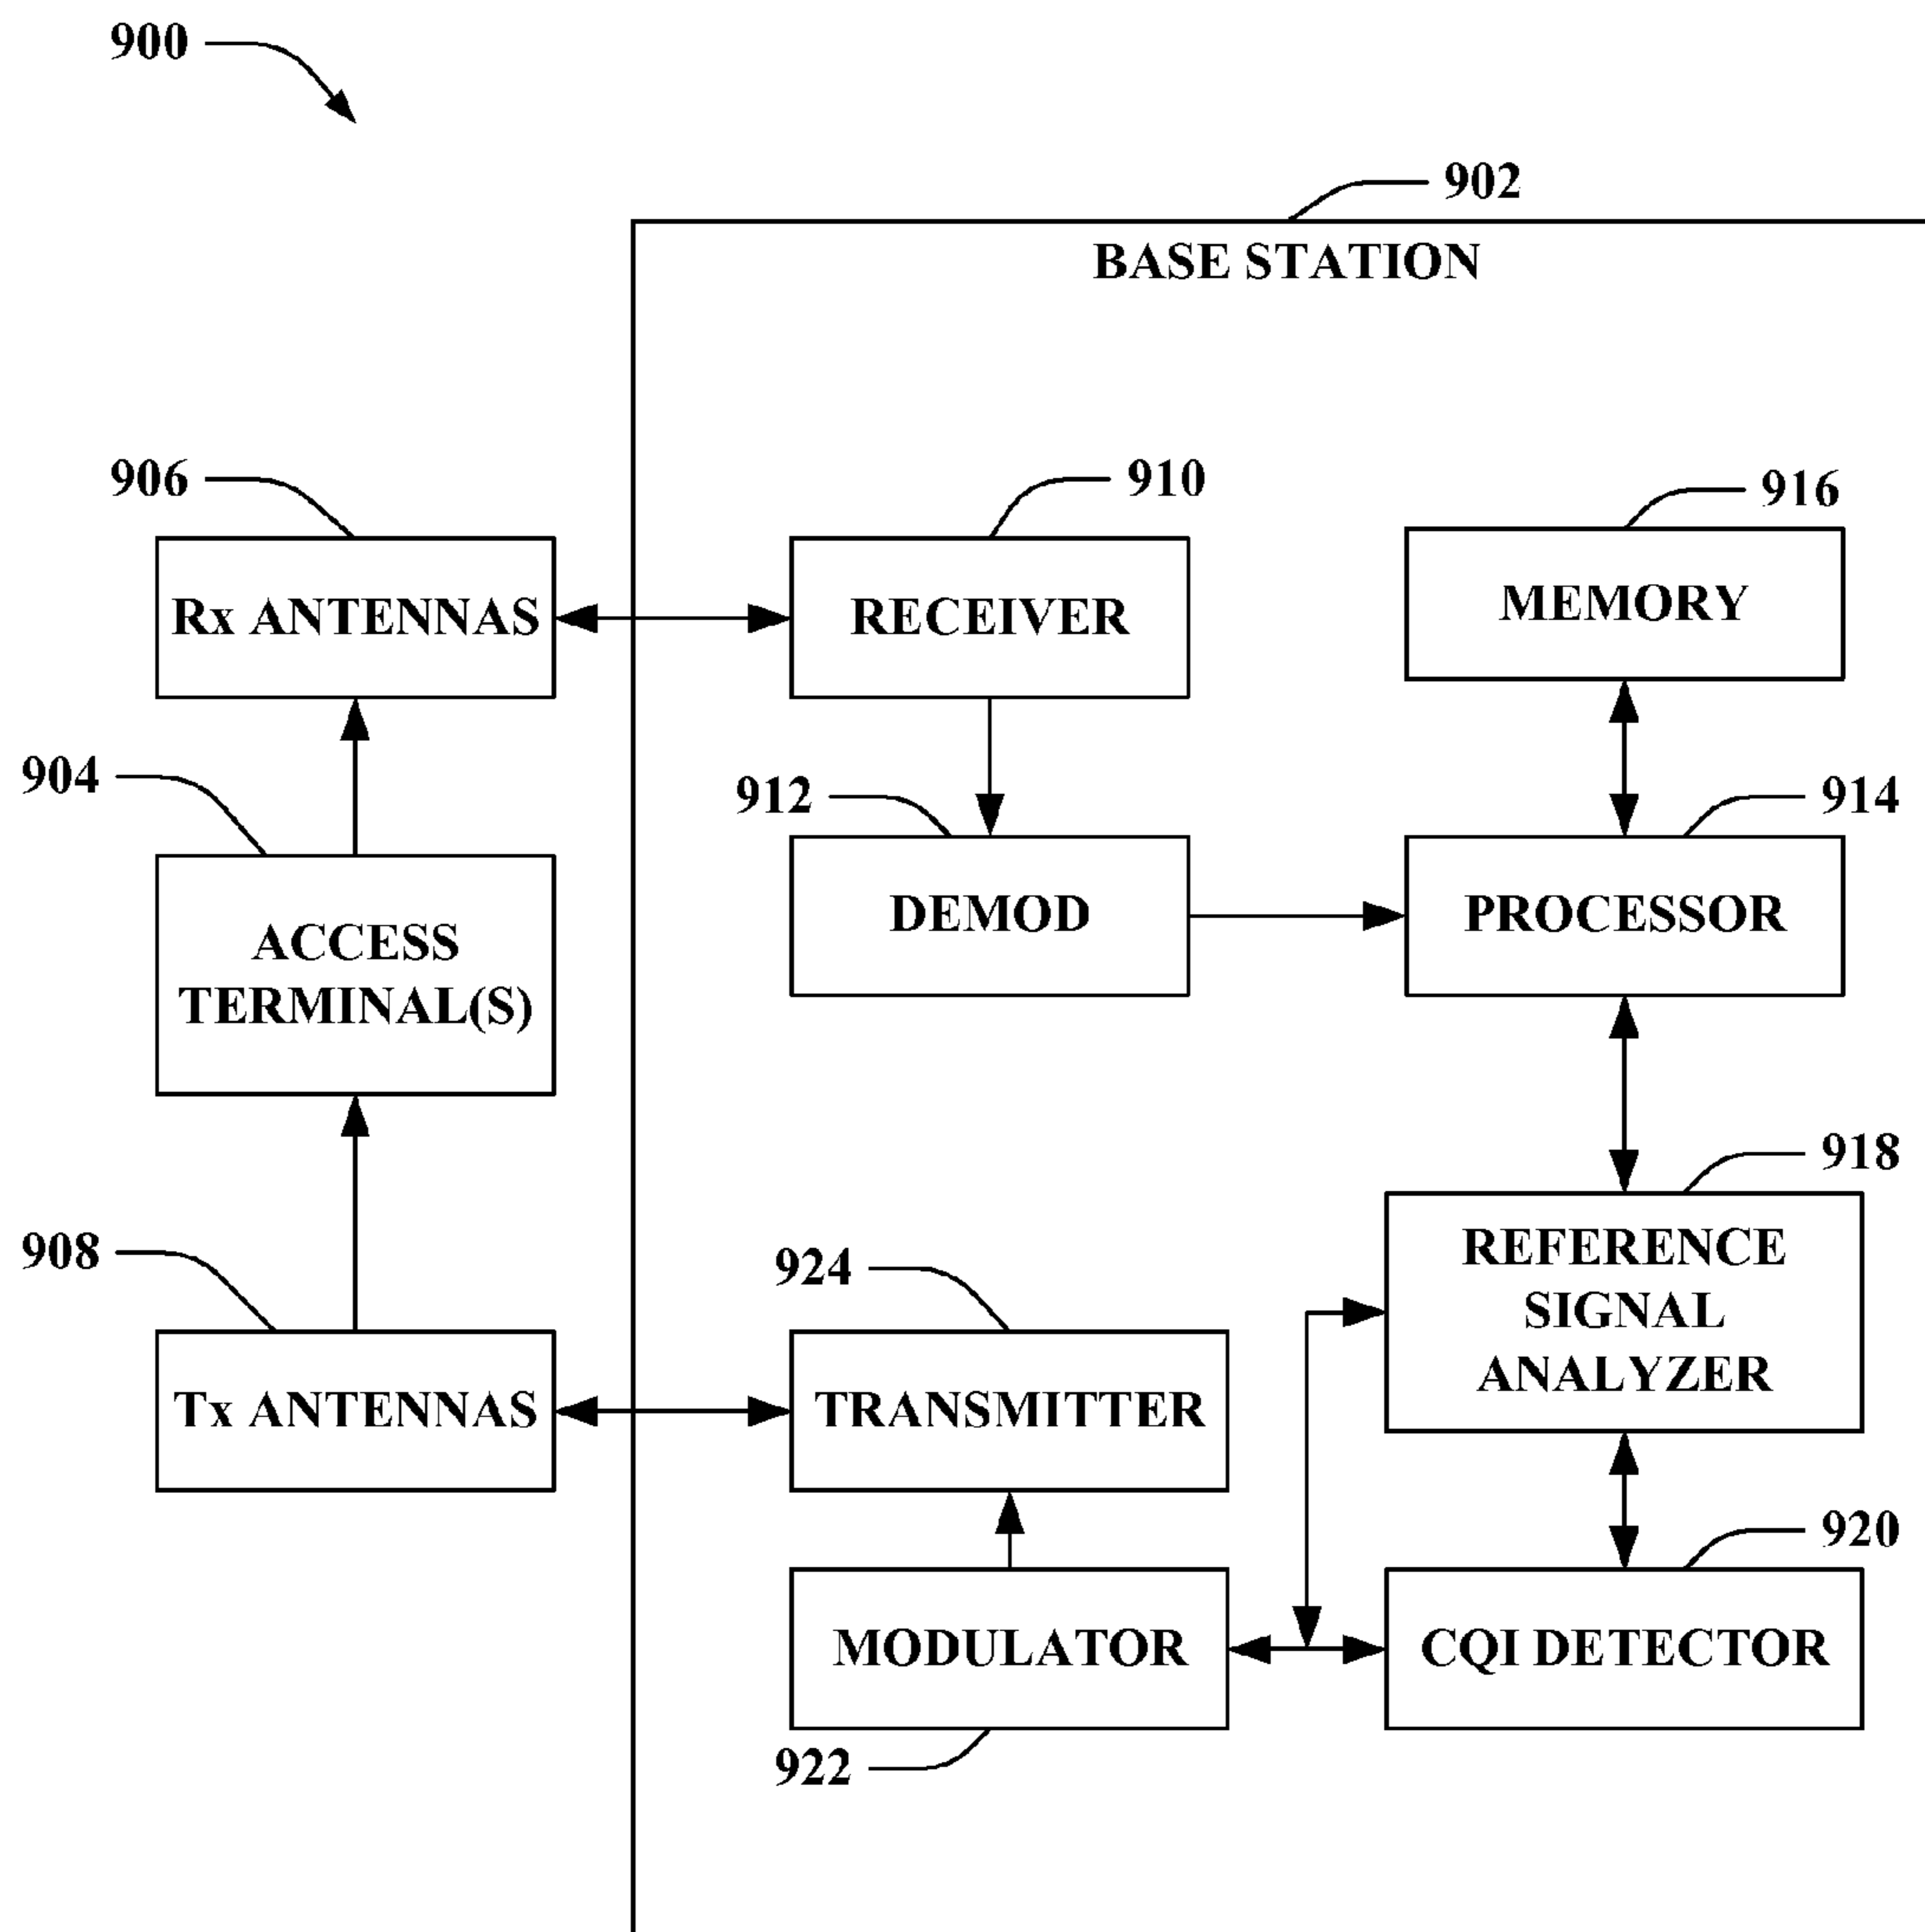 900
902
BASE STATION
906
910
916
Rx ANTENNAS
RECEIVER
MEMORY
904
912
914
ACCESS
TERMINAL(S)
DEMOD
PROCESSOR
908
924
918
Tx ANTENNAS
TRANSMITTER
REFERENCE
SIGNAL
ANALYZER
920
MODULATOR
CQI DETECTOR
922